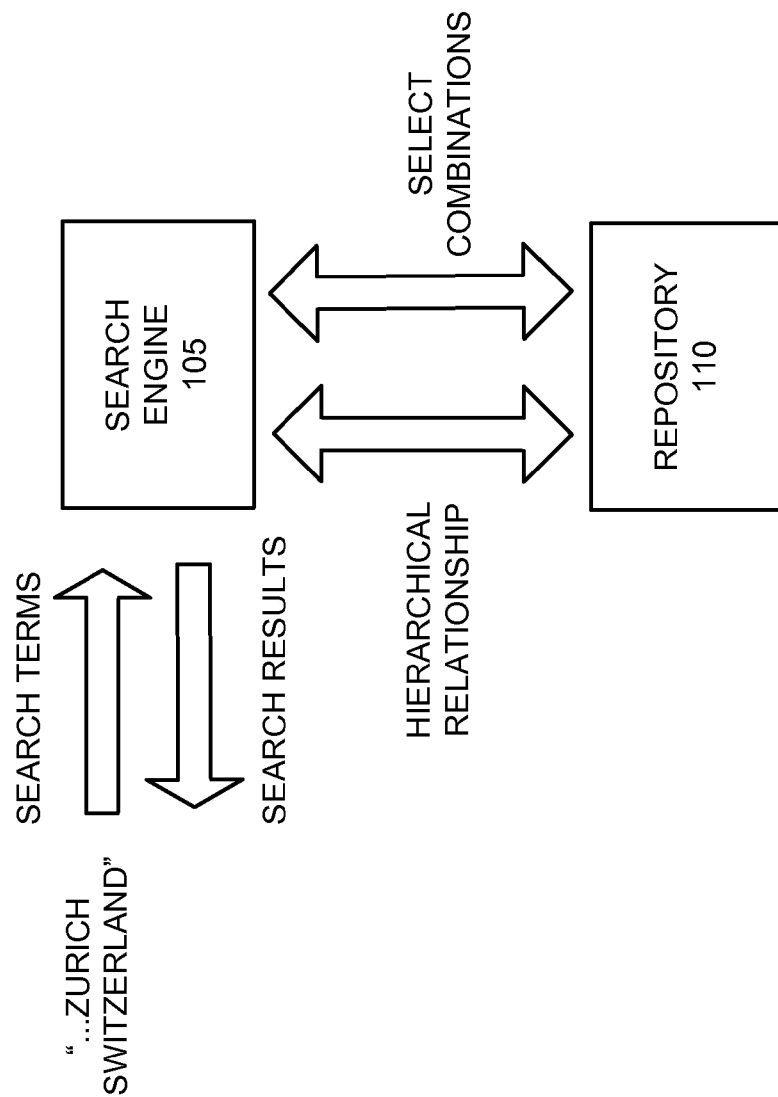 SEARCH TERMS
“ ...ZURICH
SWITZERLAND”
SEARCH RESULTS
SEARCH
ENGINE
105
HIERARCHICAL
RELATIONSHIP
SELECT
COMBINATIONS
REPOSITORY
110